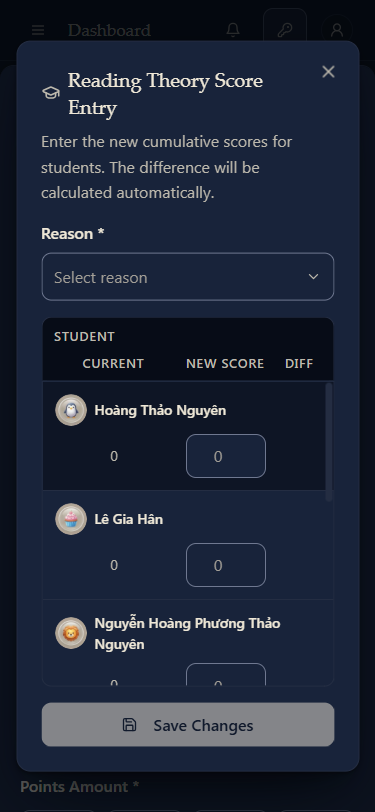 Dashboard
Reading Theory Score
Entry
Enter the new cumulative scores for
students. The difference will be
calculated automatically.
Reason *
Select reason
STUDENT
CURRENT NEW SCORE DIFF
Hoàng Thảo Nguyên
0 0
Lê Gia Hân
0 0
Nguyễn Hoàng Phương Thảo
Nguyên
0 0
Save Changes
Points Amount *